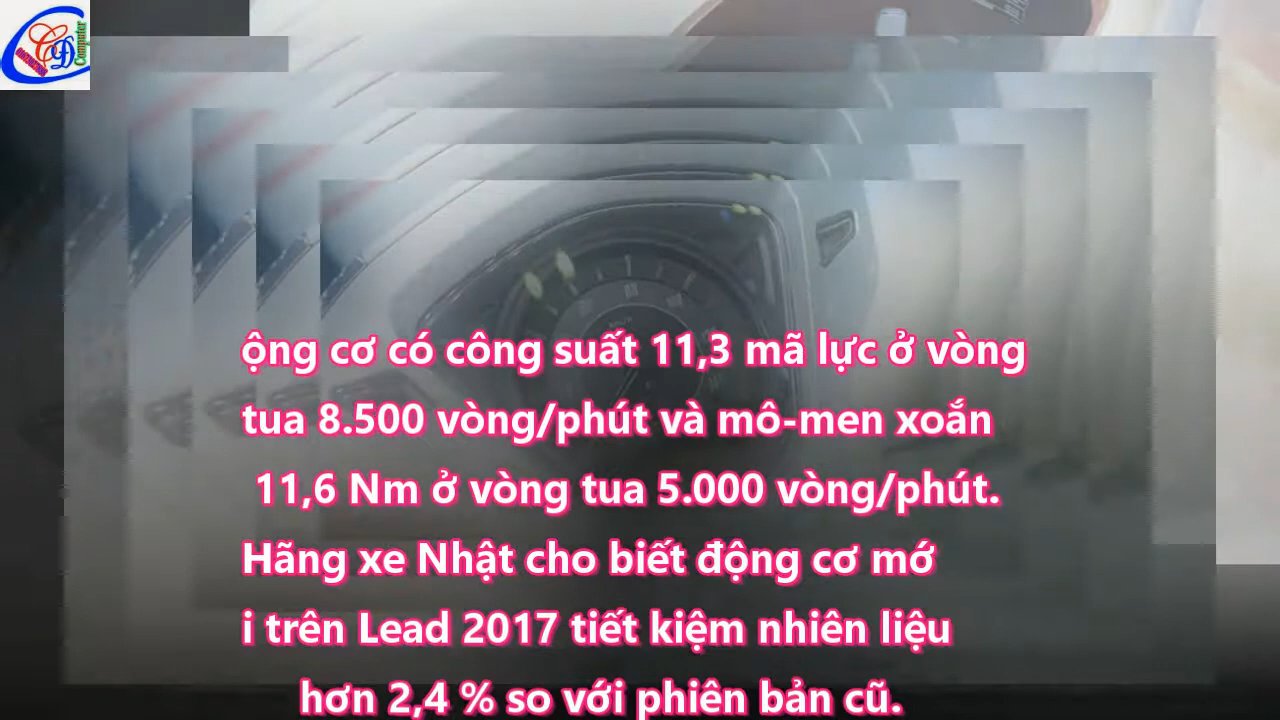 CĐ Computer
ộng cơ có công suất 11,3 mã lực ở vòng
tua 8.500 vòng/phút và mô-men xoắn
11,6 Nm ở vòng tua 5.000 vòng/phút.
Hãng xe Nhật cho biết động cơ mớ
i trên Lead 2017 tiết kiệm nhiên liệu
hơn 2,4 % so với phiên bản cũ.